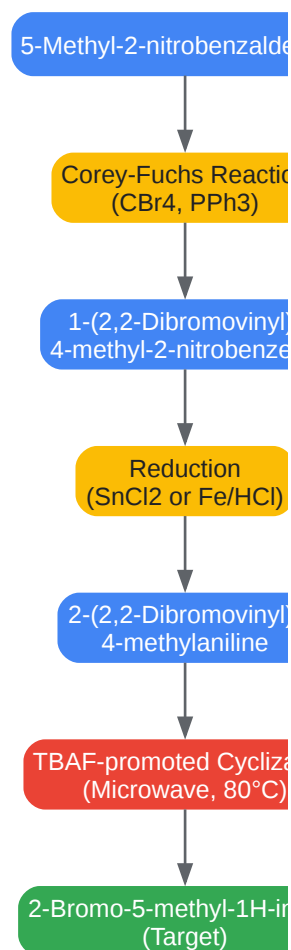 5-Methyl-2-nitrobenzalde
Corey-Fuchs Reactio
(CBr4, PPh3)
1-(2,2-Dibromovinyl)
4-methyl-2-nitrobenze
Reduction
(SnCl2 or Fe/HCl)
2-(2,2-Dibromovinyl)
4-methylaniline
TBAF-promoted Cycliza
(Microwave, 80°C)
2-Bromo-5-methyl-1H-in
(Target)